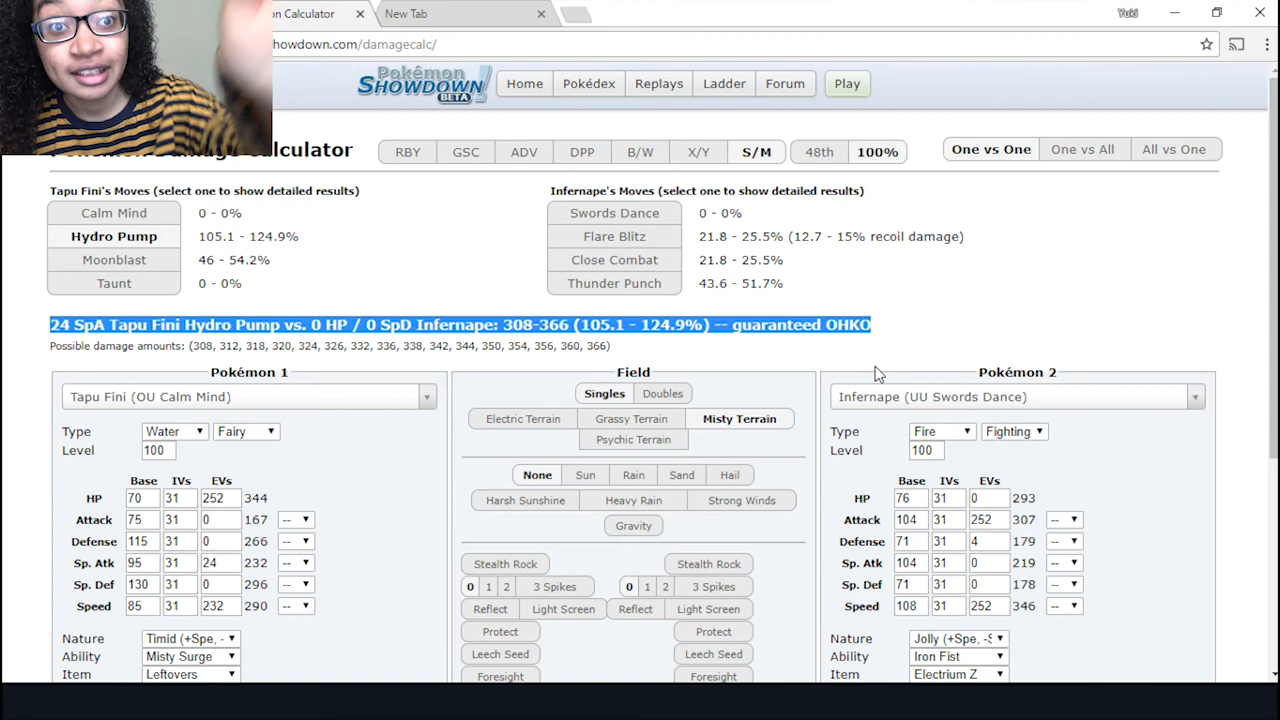 on Calculator × New Tab × Yuki
howdown.com/damagecalc/
Pokémon Showdown! BETA Home Pokédex Replays Ladder Forum Play
RBY GSC ADV DPP B/W X/Y S/M 48th 100% One vs One One vs All All vs One
Tapu Fini's Moves (select one to show detailed results) Infernape's Moves (select one to show detailed results)
Calm Mind 0 - 0% Swords Dance 0 - 0%
Hydro Pump 105.1 - 124.9% Flare Blitz 21.8 - 25.5% (12.7 - 15% recoil damage)
Moonblast 46 - 54.2% Close Combat 21.8 - 25.5%
Taunt 0 - 0% Thunder Punch 43.6 - 51.7%
24 SpA Tapu Fini Hydro Pump vs. 0 HP / 0 SpD Infernape: 308-366 (105.1 - 124.9%) -- guaranteed OHKO
Possible damage amounts: (308, 312, 318, 320, 324, 326, 332, 336, 338, 342, 344, 350, 354, 356, 360, 366)
Pokémon 1 Field Pokémon 2
Tapu Fini (OU Calm Mind) Singles Doubles Infernape (UU Swords Dance)
Electric Terrain Grassy Terrain Misty Terrain
Type Water Fairy Psychic Terrain Type Fire Fighting
Level 100 Level 100
None Sun Rain Sand Hail
Base IVs EVs Base IVs EVs
HP 70 31 252 344 Harsh Sunshine Heavy Rain Strong Winds HP 76 31 0 293
Attack 75 31 0 167 -- Gravity Attack 104 31 252 307 --
Defense 115 31 0 266 -- Defense 71 31 4 179 --
Sp. Atk 95 31 24 232 -- Stealth Rock Stealth Rock Sp. Atk 104 31 0 219 --
Sp. Def 130 31 0 296 -- 0 1 2 3 Spikes 0 1 2 3 Spikes Sp. Def 71 31 0 178 --
Speed 85 31 232 290 -- Reflect Light Screen Reflect Light Screen Speed 108 31 252 346 --
Protect Protect
Nature Timid (+Spe, - Nature Jolly (+Spe, -S
Ability Misty Surge Leech Seed Leech Seed Ability Iron Fist
Item Leftovers Foresight Foresight Item Electrium Z